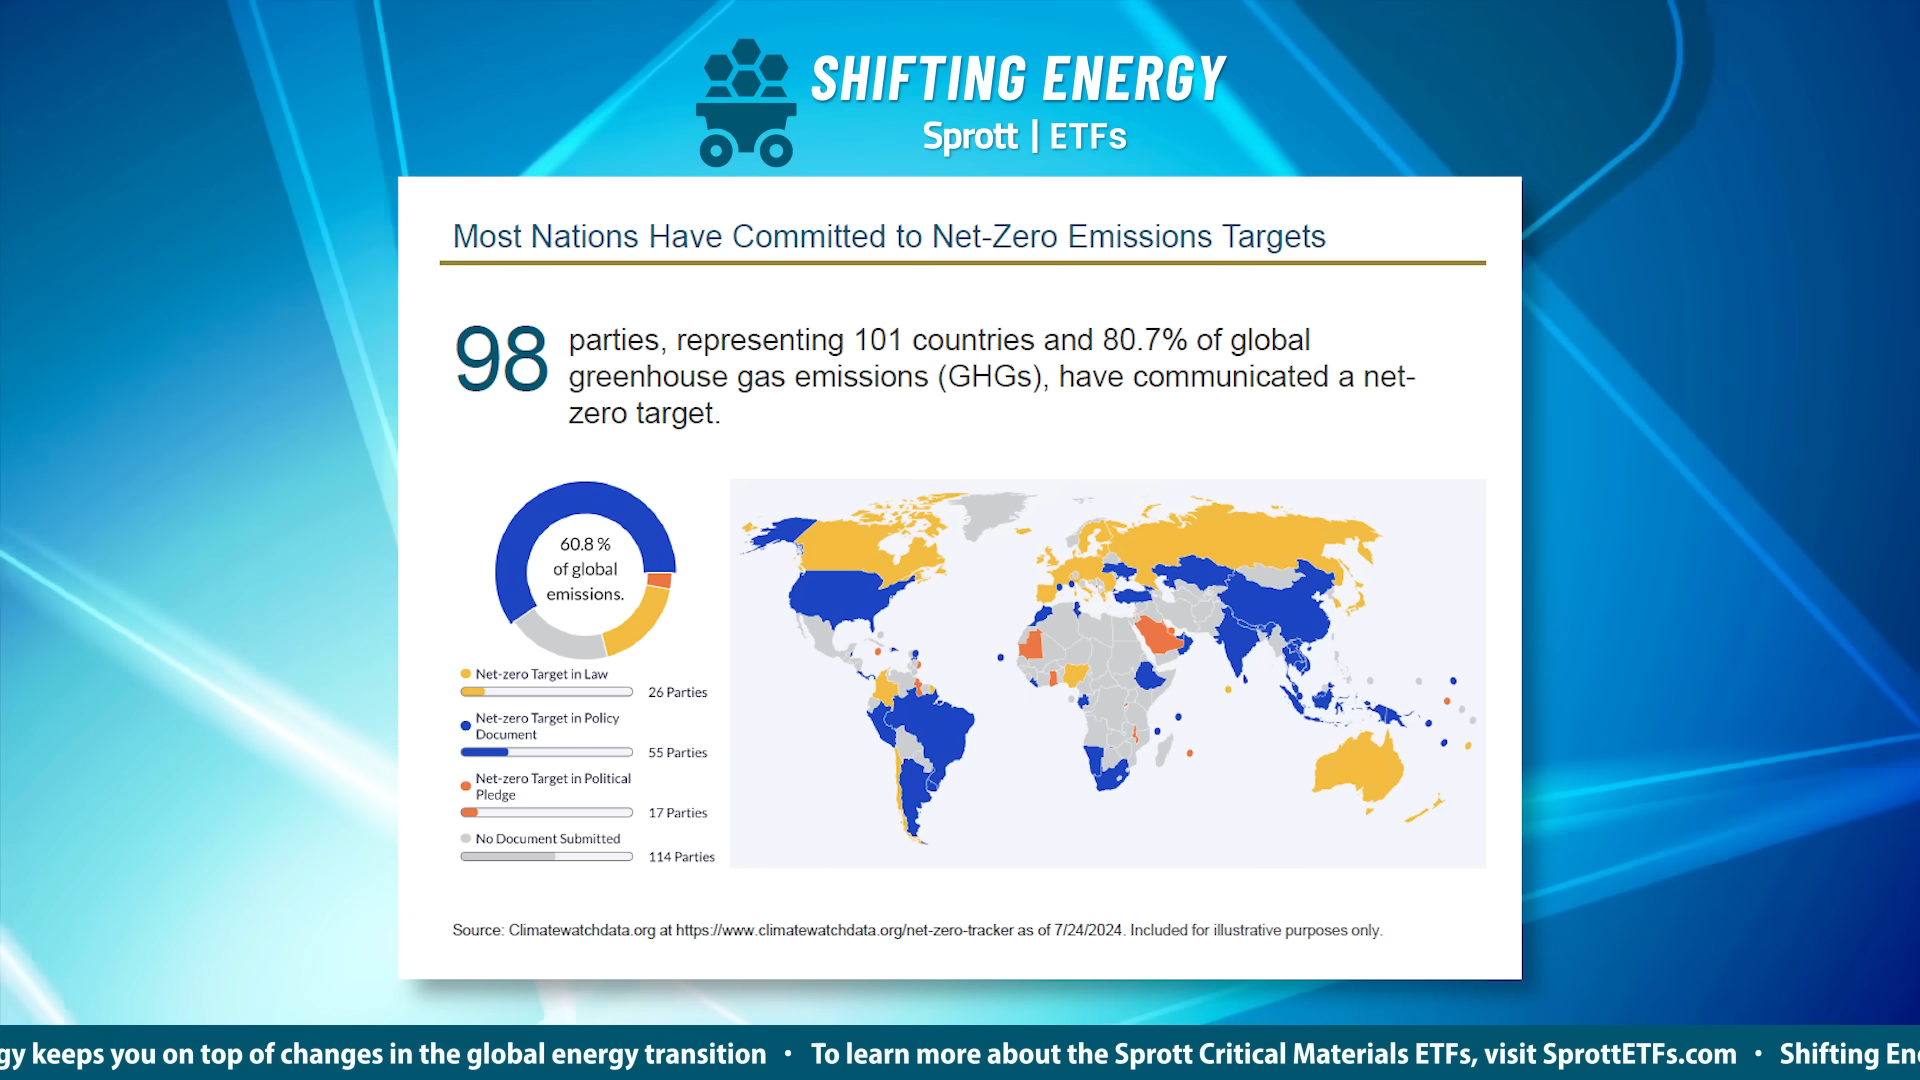 SHIFTING ENERGY
Sprott | ETFs
Most Nations Have Committed to Net-Zero Emissions Targets
98
parties, representing 101 countries and 80.7% of global
greenhouse gas emissions (GHGs), have communicated a net-
zero target.
60.8 %
of global
emissions.
Net-zero Target in Law
26 Parties
Net-zero Target in Policy
Document
55 Parties
Net-zero Target in Political
Pledge
17 Parties
No Document Submitted
114 Parties
Source: Climatewatchdata.org at https://www.climatewatchdata.org/net-zero-tracker as of 7/24/2024. Included for illustrative purposes only.
gy keeps you on top of changes in the global energy transition • To learn more about the Sprott Critical Materials ETFs, visit SprottETFs.com • Shifting En